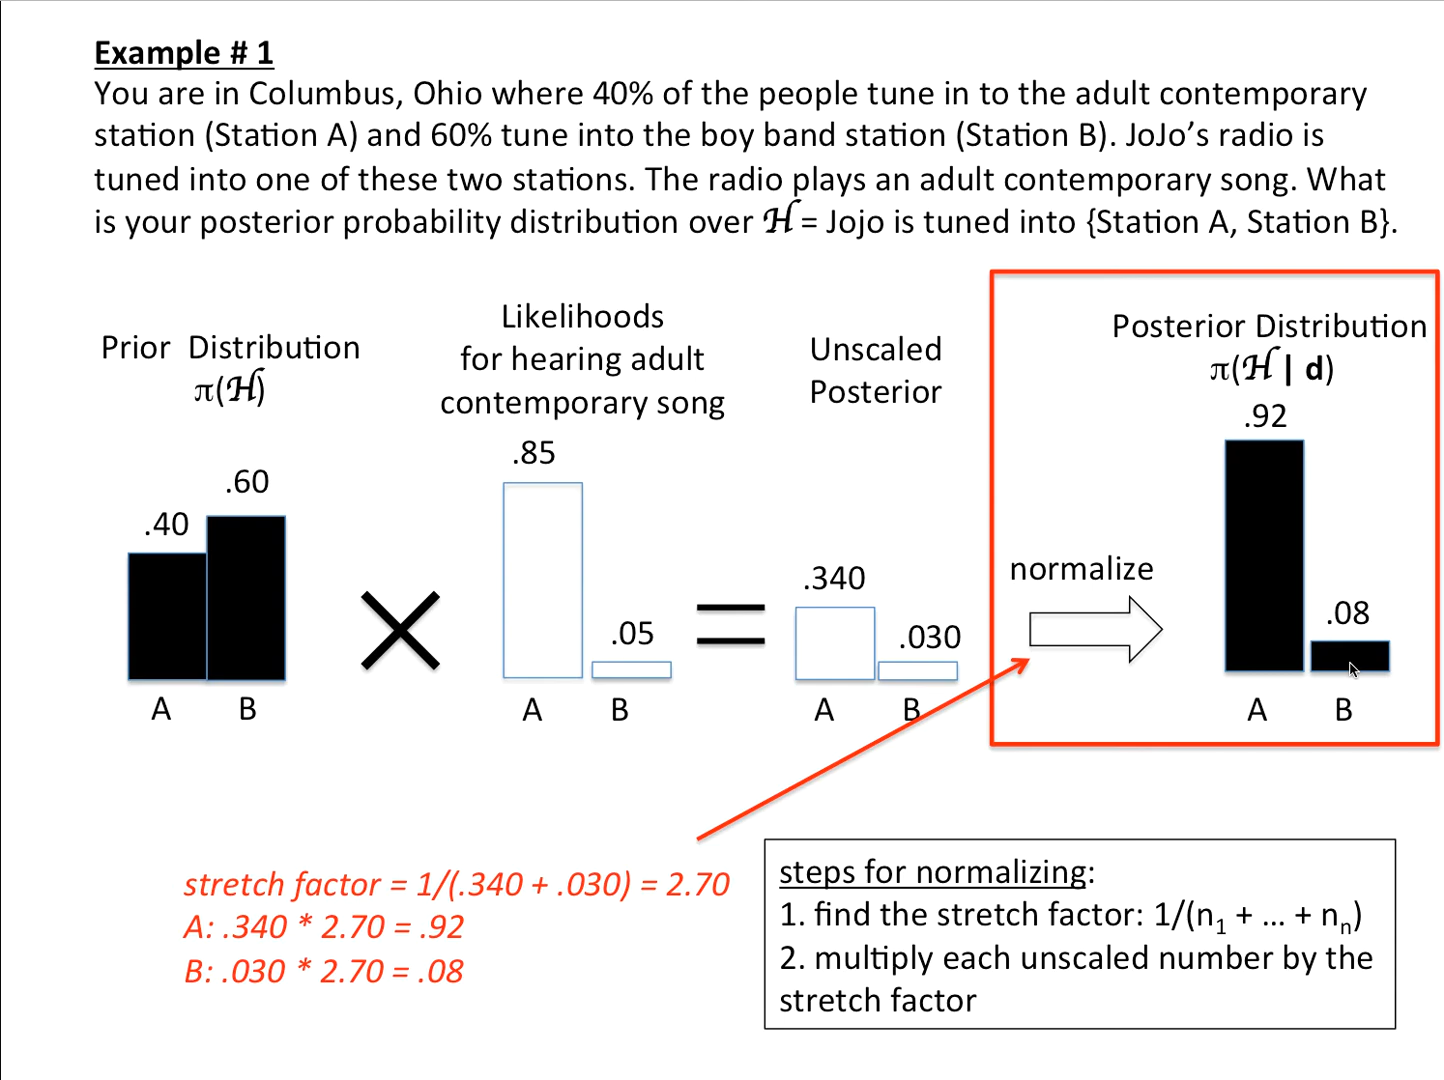 Example # 1
You are in Columbus, Ohio where 40% of the people tune in to the adult contemporary
station (Station A) and 60% tune into the boy band station (Station B). JoJo’s radio is
tuned into one of these two stations. The radio plays an adult contemporary song. What
is your posterior probability distribution over ℋ = Jojo is tuned into {Station A, Station B}.
Prior Distribution
π(ℋ)
.40
.60
A B
Likelihoods
for hearing adult
contemporary song
.85
.05
A B
Unscaled
Posterior
.340
.030
A B
normalize
Posterior Distribution
π(ℋ | d)
.92
.08
A B
stretch factor = 1/(.340 + .030) = 2.70
A: .340 * 2.70 = .92
B: .030 * 2.70 = .08
steps for normalizing:
1. find the stretch factor: 1/(n₁ + ... + nₙ)
2. multiply each unscaled number by the
stretch factor